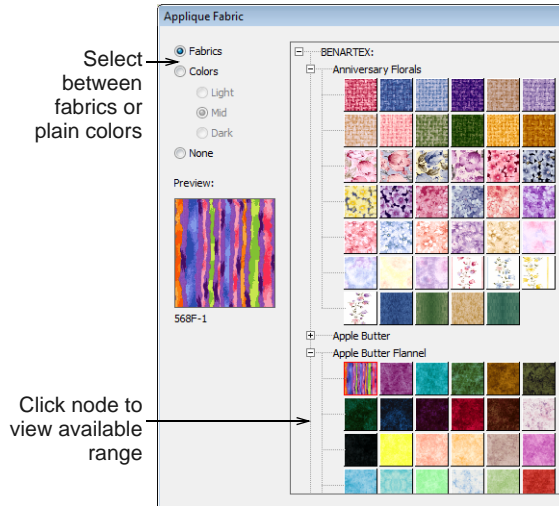 Applique Fabric
Select
between
fabrics or
plain colors
Fabrics
Colors
Light
Mid
Dark
None
Preview:
568F-1
BENARTEX:
Anniversary Florals
Apple Butter
Apple Butter Flannel
Click node to
view available
range